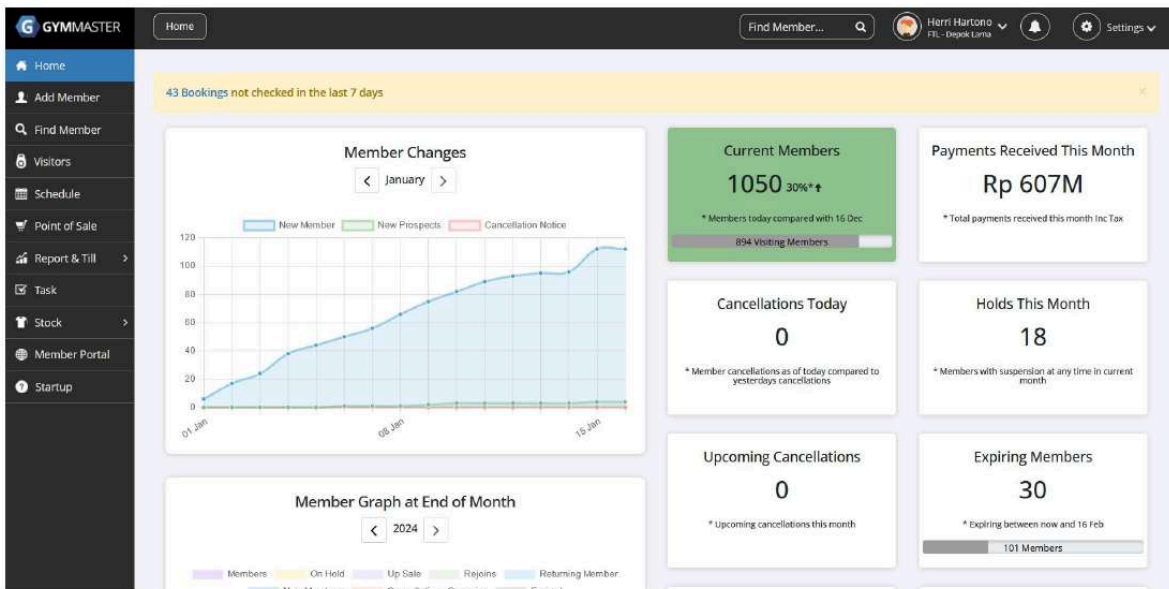 GYMMASTER
Home
Find Member...
Herri Hartono
FTL - Depok Lama
Settings
Home
Add Member
Find Member
Visitors
Schedule
Point of Sale
Report & Till
Task
Stock
Member Portal
Startup
43 Bookings not checked in the last 7 days
Member Changes
January
New Member New Prospects Cancellation Notice
120
100
80
60
40
20
0
01 Jan 08 Jan 15 Jan
Current Members
1050 30%*
* Members today compared with 16 Dec
894 Visiting Members
Payments Received This Month
Rp 607M
* Total payments received this month Inc Tax
Cancellations Today
0
* Member cancellations as of today compared to
yesterdays cancellations
Holds This Month
18
* Members with suspension at any time in current
month
Upcoming Cancellations
0
* Upcoming cancellations this month
Expiring Members
30
* Expiring between now and 16 Feb
101 Members
Member Graph at End of Month
2024
Members On Hold Up Sale Rejoins Returning Member